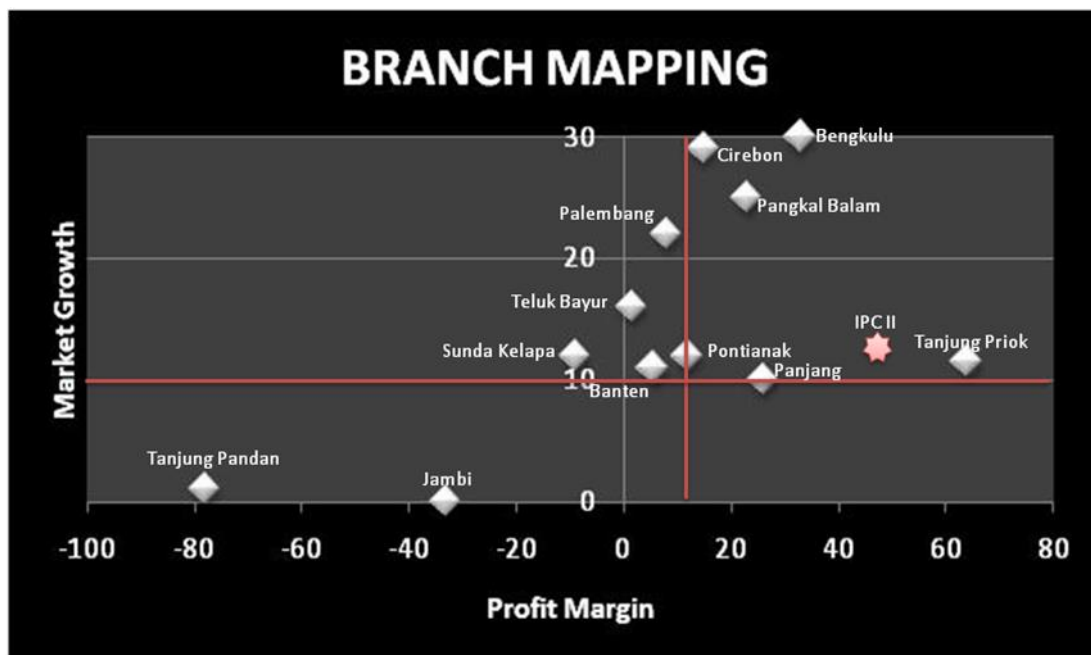 BRANCH MAPPING
Market Growth
30
20
10
0
Bengkulu
Cirebon
Pangkal Balam
Palembang
Teluk Bayur
IPC II
Sunda Kelapa
Pontianak
Tanjung Priok
Panjang
Banten
Tanjung Pandan
Jambi
-100 -80 -60 -40 -20 0 20 40 60 80
Profit Margin